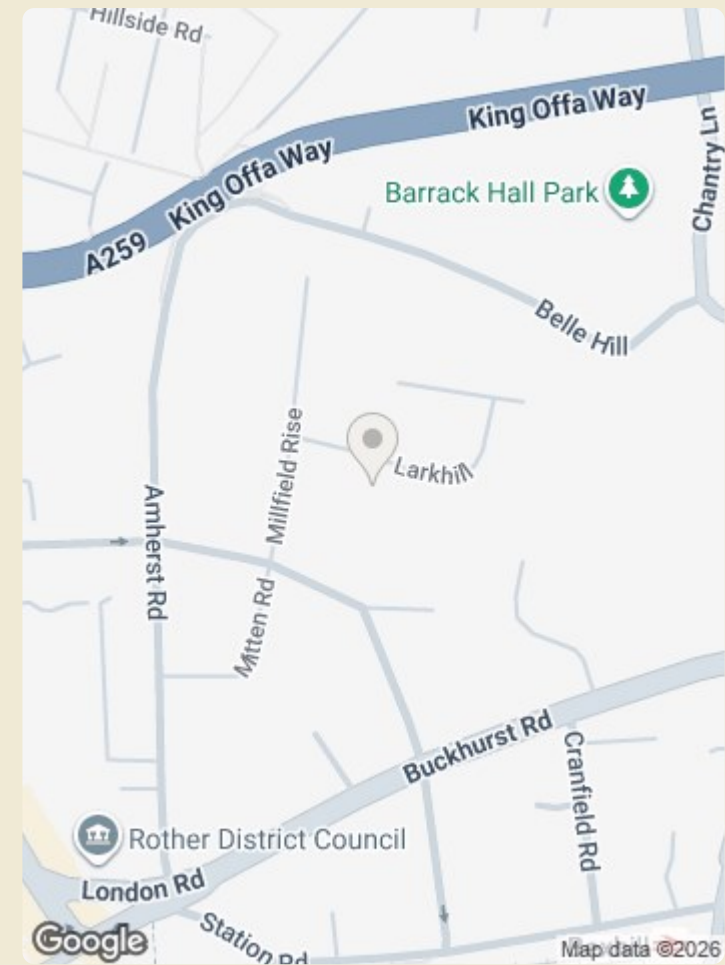 Hillside Rd
King Offa Way
Chantry Ln
King Offa Way
Barrack Hall Park
A259
Belle Hill
Millfield Rise
Larkhill
Amherst Rd
Mitten Rd
Buckhurst Rd
Cranfield Rd
Rother District Council
London Rd
Station Rd
Google
Map data ©2026